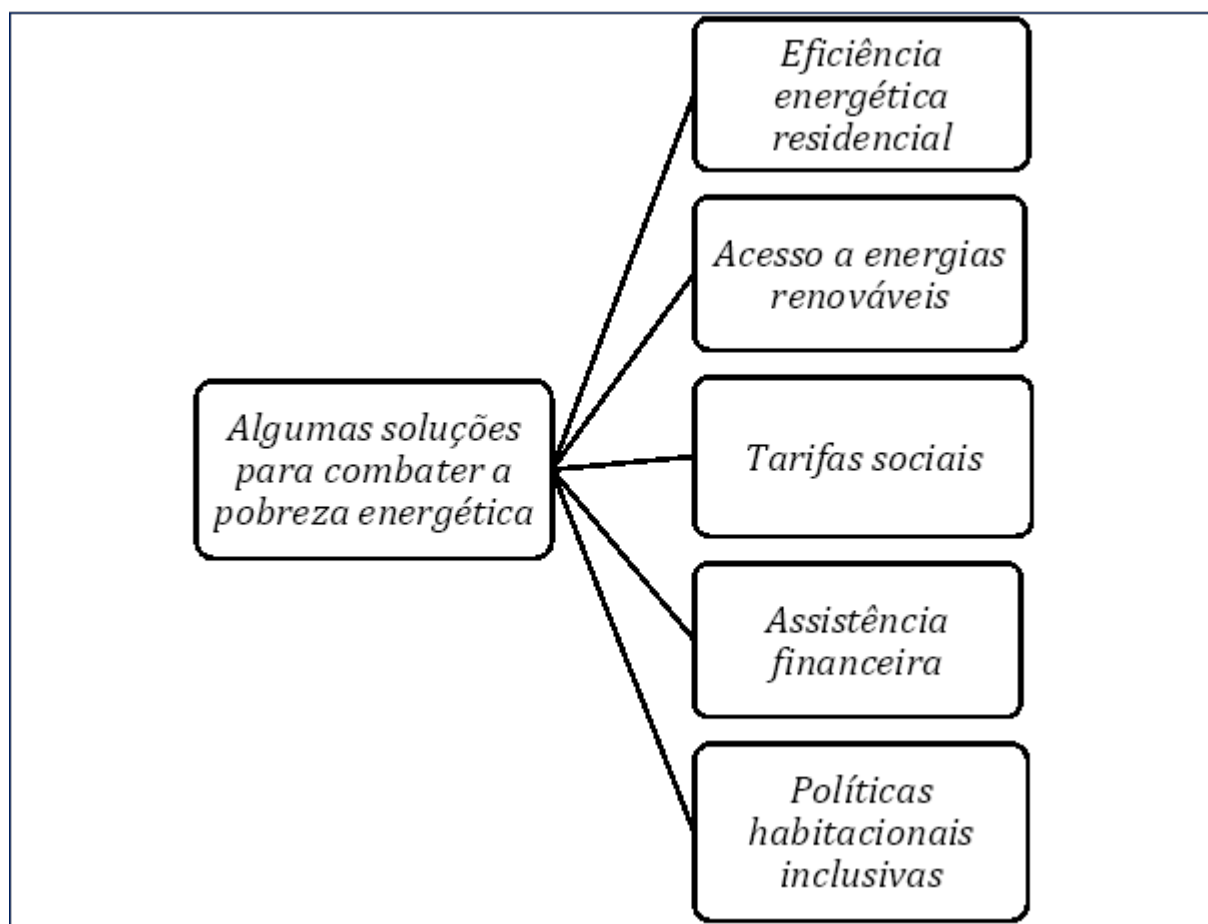 Eficiência
energética
residencial
Acesso a energias
renováveis
Algumas soluções
para combater a
pobreza energética
Tarifas sociais
Assistência
financeira
Políticas
habitacionais
inclusivas